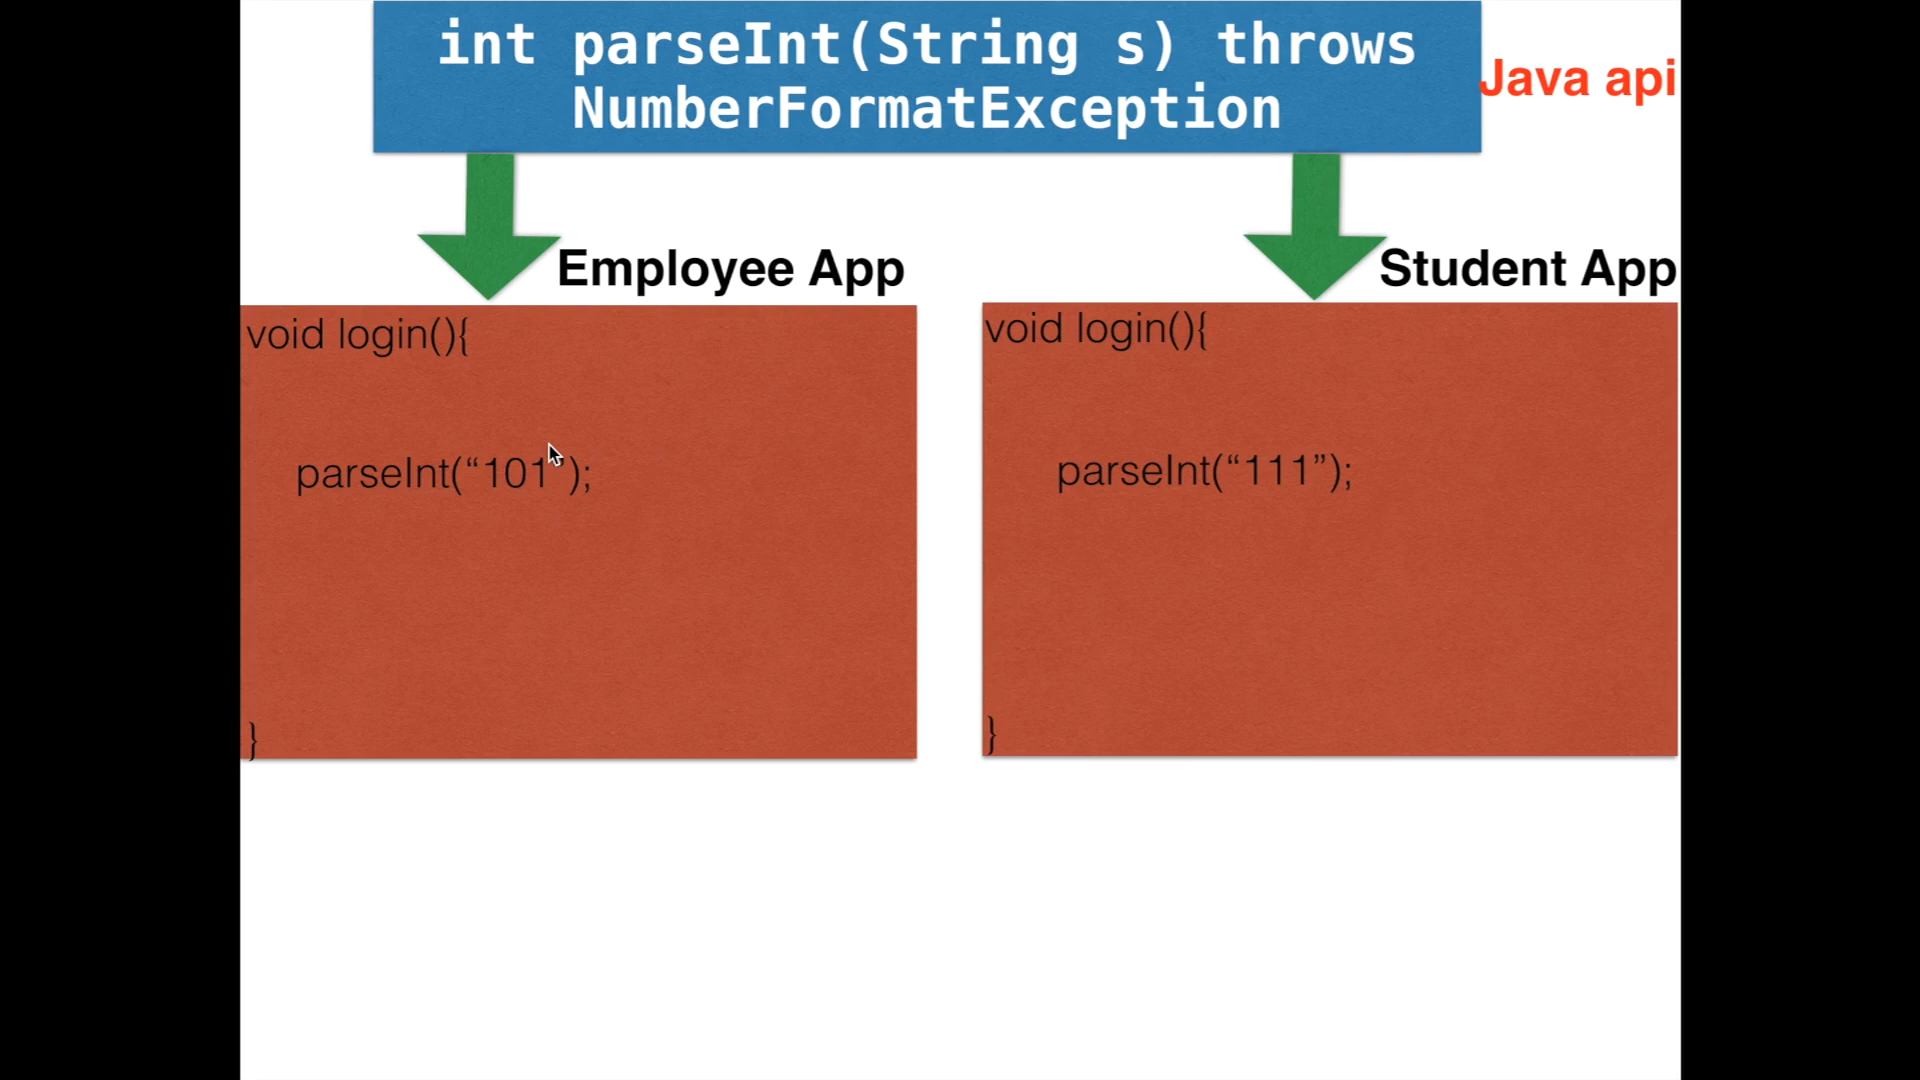 int parseInt(String s) throws
NumberFormatException
Java api
Employee App
void login(){
parseInt(“101”);
}
Student App
void login(){
parseInt(“111”);
}